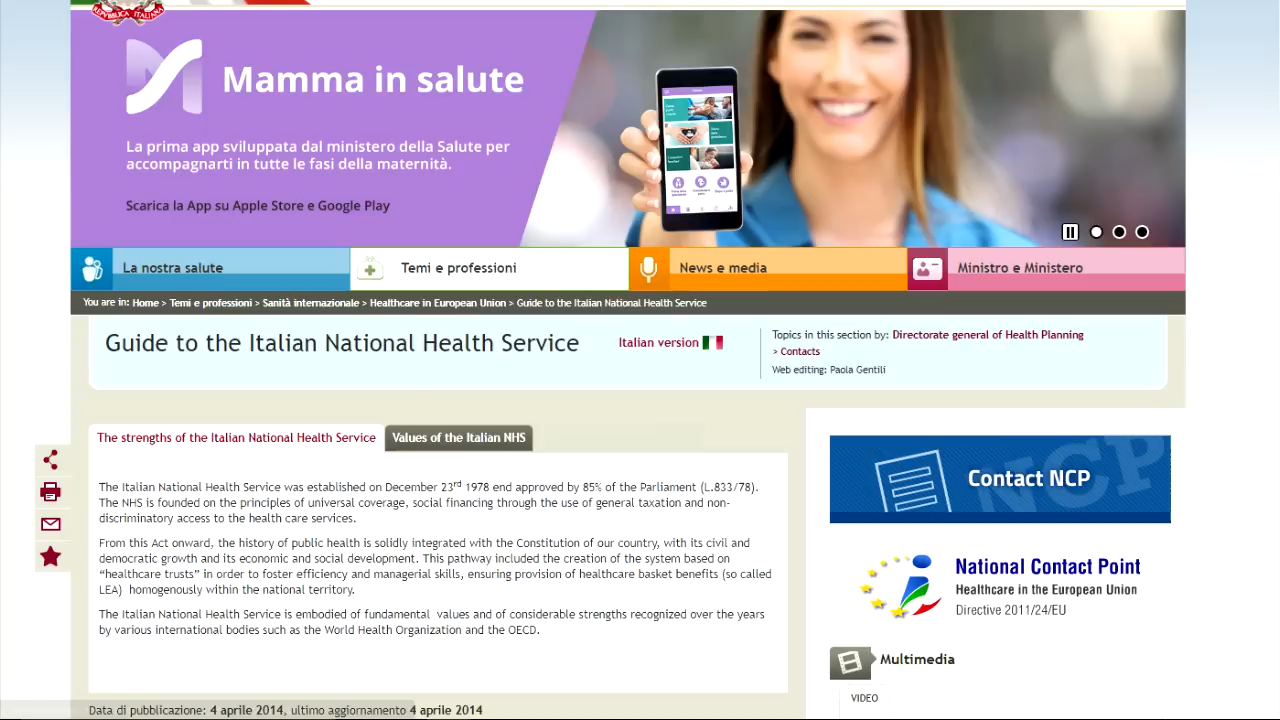 REPVBBLICA ITALIANA
Mamma in salute
La prima app sviluppata dal ministero della Salute per
accompagnarti in tutte le fasi della maternità.
Scarica la App su Apple Store e Google Play
La nostra salute
Temi e professioni
News e media
Ministro e Ministero
You are in: Home > Temi e professioni > Sanità internazionale > Healthcare in European Union > Guide to the Italian National Health Service
Guide to the Italian National Health Service
Italian version
Topics in this section by: Directorate general of Health Planning
> Contacts
Web editing: Paola Gentili
The strengths of the Italian National Health Service
Values of the Italian NHS
The Italian National Health Service was founded on December 23rd 1978 end approved by 85% of the Parliament (L.833/78).
The NHS is founded on the principles of universal coverage, social financing through the use of general taxation and non-
discriminatory access to the health care services.
From this Act onward, the history of public health is solidly integrated with the Constitution of our country, with its civil and
democratic growth and its economic and social development. This pathway included the creation of the system based on
“healthcare trusts” in order to foster efficiency and managerial skills, ensuring provision of healthcare basket benefits (so called
LEA) homogenously within the national territory.
The Italian National Health Service is embodied of fundamental values and of considerable strengths recognized over the years
by various international bodies such as the World Health Organization and the OECD.
Data di pubblicazione: 4 aprile 2014, ultimo aggiornamento 4 aprile 2014
NCP
Contact NCP
National Contact Point
Healthcare in the European Union
Directive 2011/24/EU
Multimedia
VIDEO